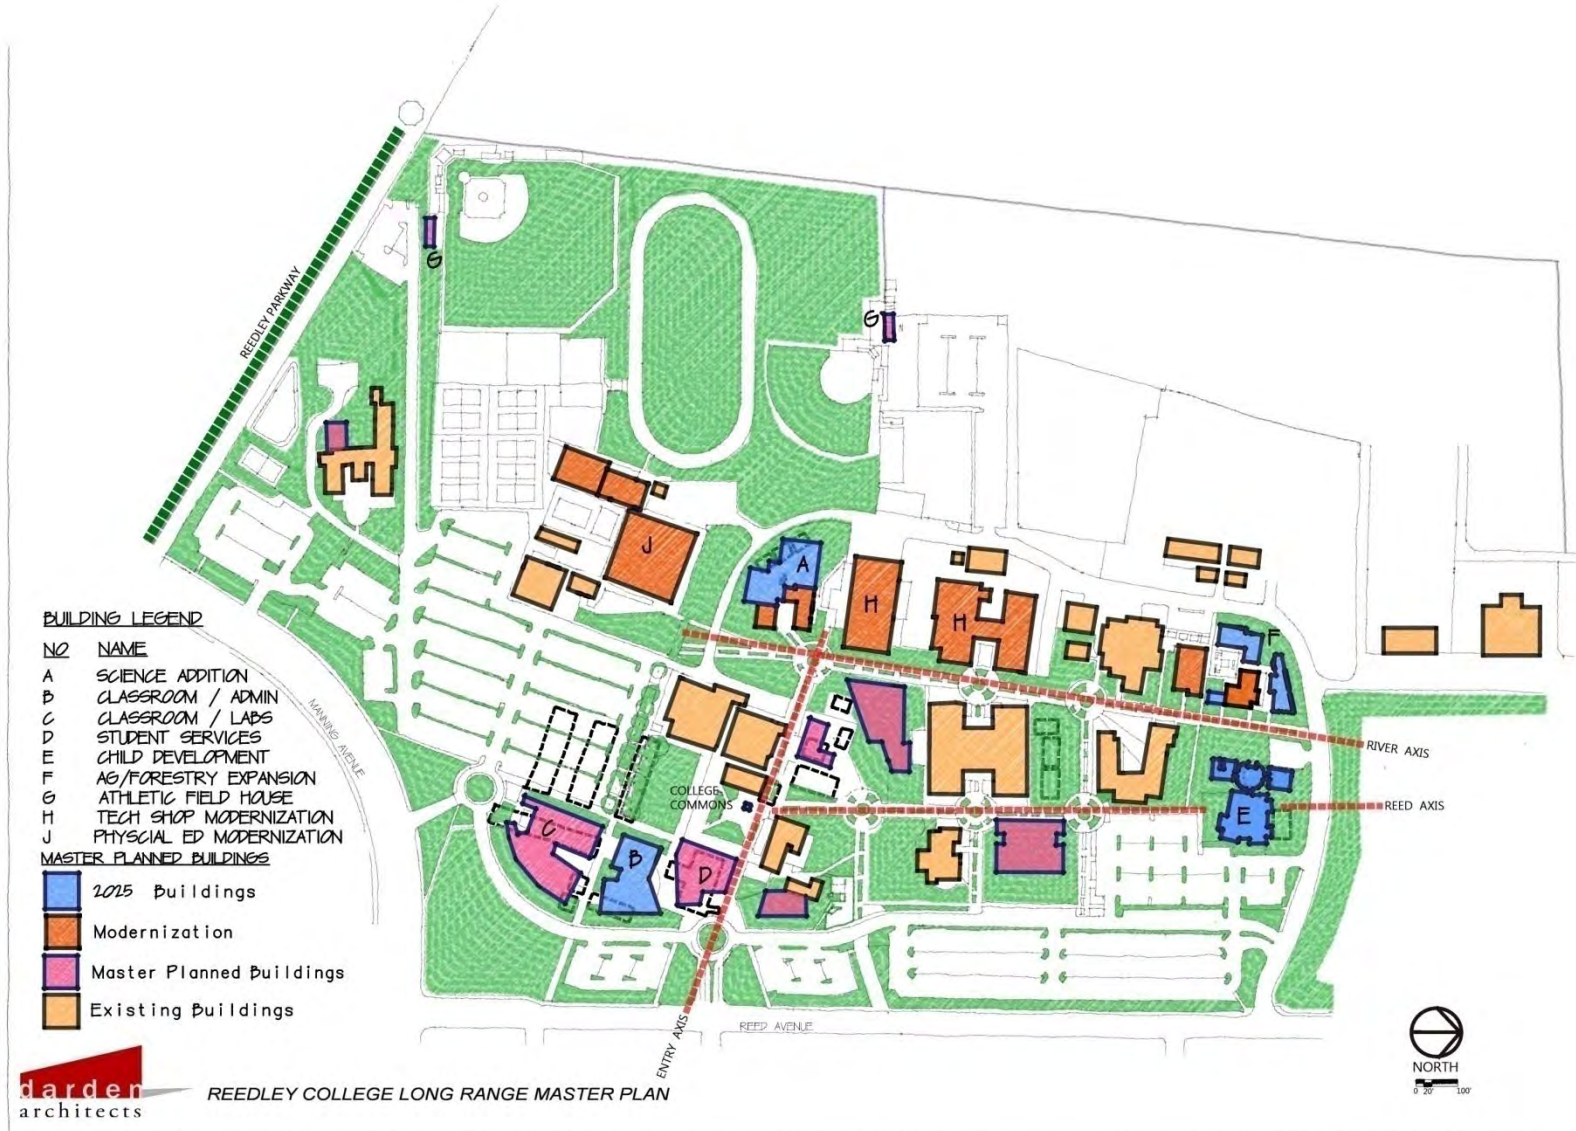 REEDLEY PARKWAY
G
G
J
A
H
H
F
BUILDING LEGEND
NO NAME
A SCIENCE ADDITION
B CLASSROOM / ADMIN
C CLASSROOM / LABS
D STUDENT SERVICES
E CHILD DEVELOPMENT
F AG/FORESTRY EXPANSION
G ATHLETIC FIELD HOUSE
H TECH SHOP MODERNIZATION
J PHYSCIAL ED MODERNIZATION
MASTER PLANNED BUILDINGS
2025 Buildings
Modernization
Master Planned Buildings
Existing Buildings
MANNING AVENUE
RIVER AXIS
COLLEGE
COMMONS
REED AXIS
E
C
B
D
ENTRY AXIS
REED AVENUE
NORTH
0 20' 100'
darden
architects
REEDLEY COLLEGE LONG RANGE MASTER PLAN